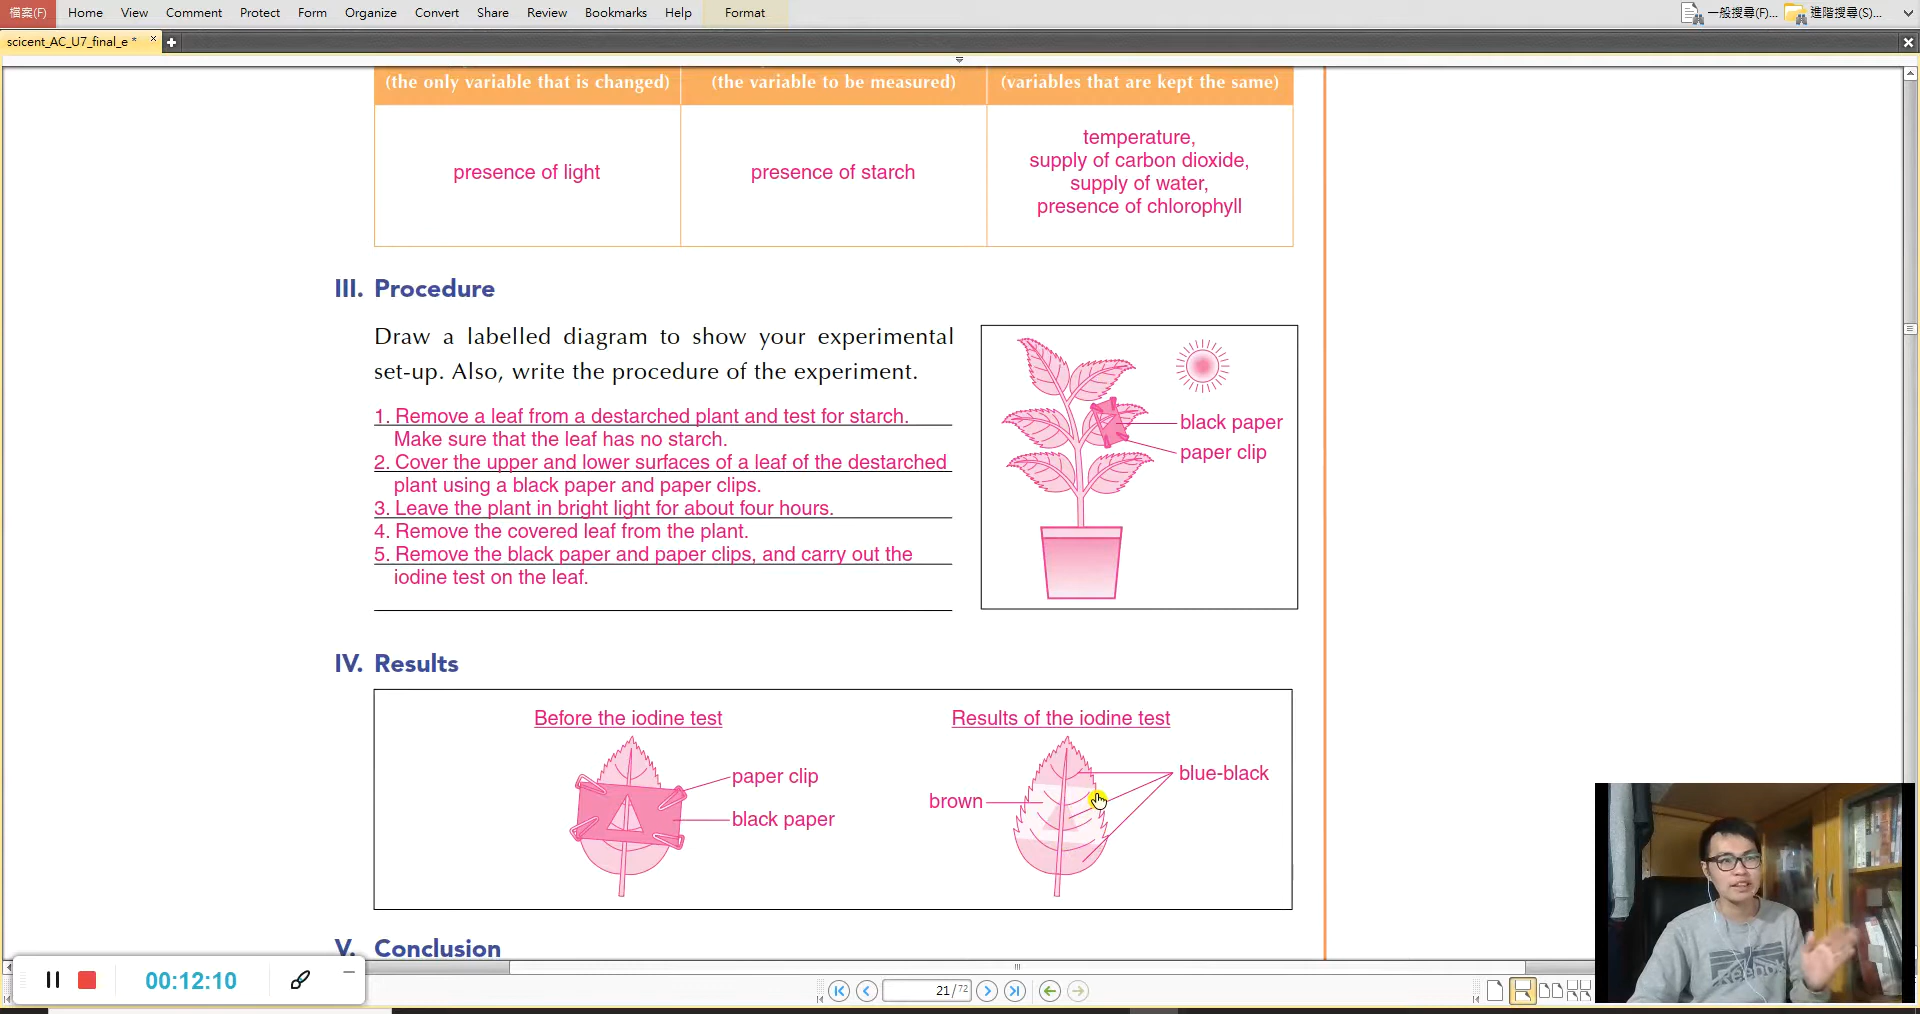 檔案(F) Home View Comment Protect Form Organize Convert Share Review Bookmarks Help Format 一般搜尋(F)... 進階搜尋(S)...
scicent_AC_U7_final_e *
(the only variable that is changed) (the variable to be measured) (variables that are kept the same)
presence of light
presence of starch
temperature,
supply of carbon dioxide,
supply of water,
presence of chlorophyll
III. Procedure
Draw a labelled diagram to show your experimental
set-up. Also, write the procedure of the experiment.
1. Remove a leaf from a destarched plant and test for starch.
Make sure that the leaf has no starch.
2. Cover the upper and lower surfaces of a leaf of the destarched
plant using a black paper and paper clips.
3. Leave the plant in bright light for about four hours.
4. Remove the covered leaf from the plant.
5. Remove the black paper and paper clips, and carry out the
iodine test on the leaf.
black paper
paper clip
IV. Results
Before the iodine test
paper clip
black paper
Results of the iodine test
brown
blue-black
V. Conclusion
00:12:10
21 / 72